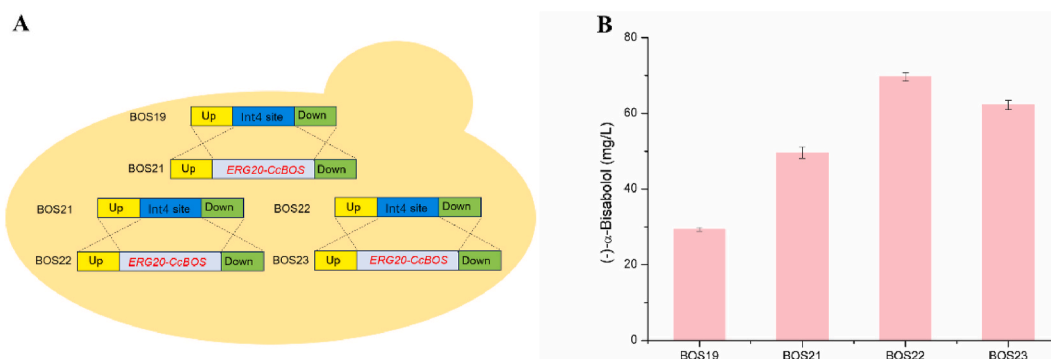 A
BOS19 Up Int4 site Down
BOS21 Up ERG20-CcBOS Down
BOS21 Up Int4 site Down
BOS22 Up Int4 site Down
BOS22 Up ERG20-CcBOS Down
BOS23 Up ERG20-CcBOS Down
B
(-)-α-Bisabolol (mg/L)
80
60
40
20
0
BOS19 BOS21 BOS22 BOS23